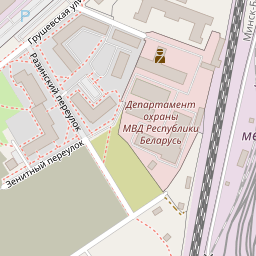 P
Грушевская ул
Разинский переулок
Минск-Б
Департамент
охраны
МВД Республики
Беларусь
Зенитный переулок
ме